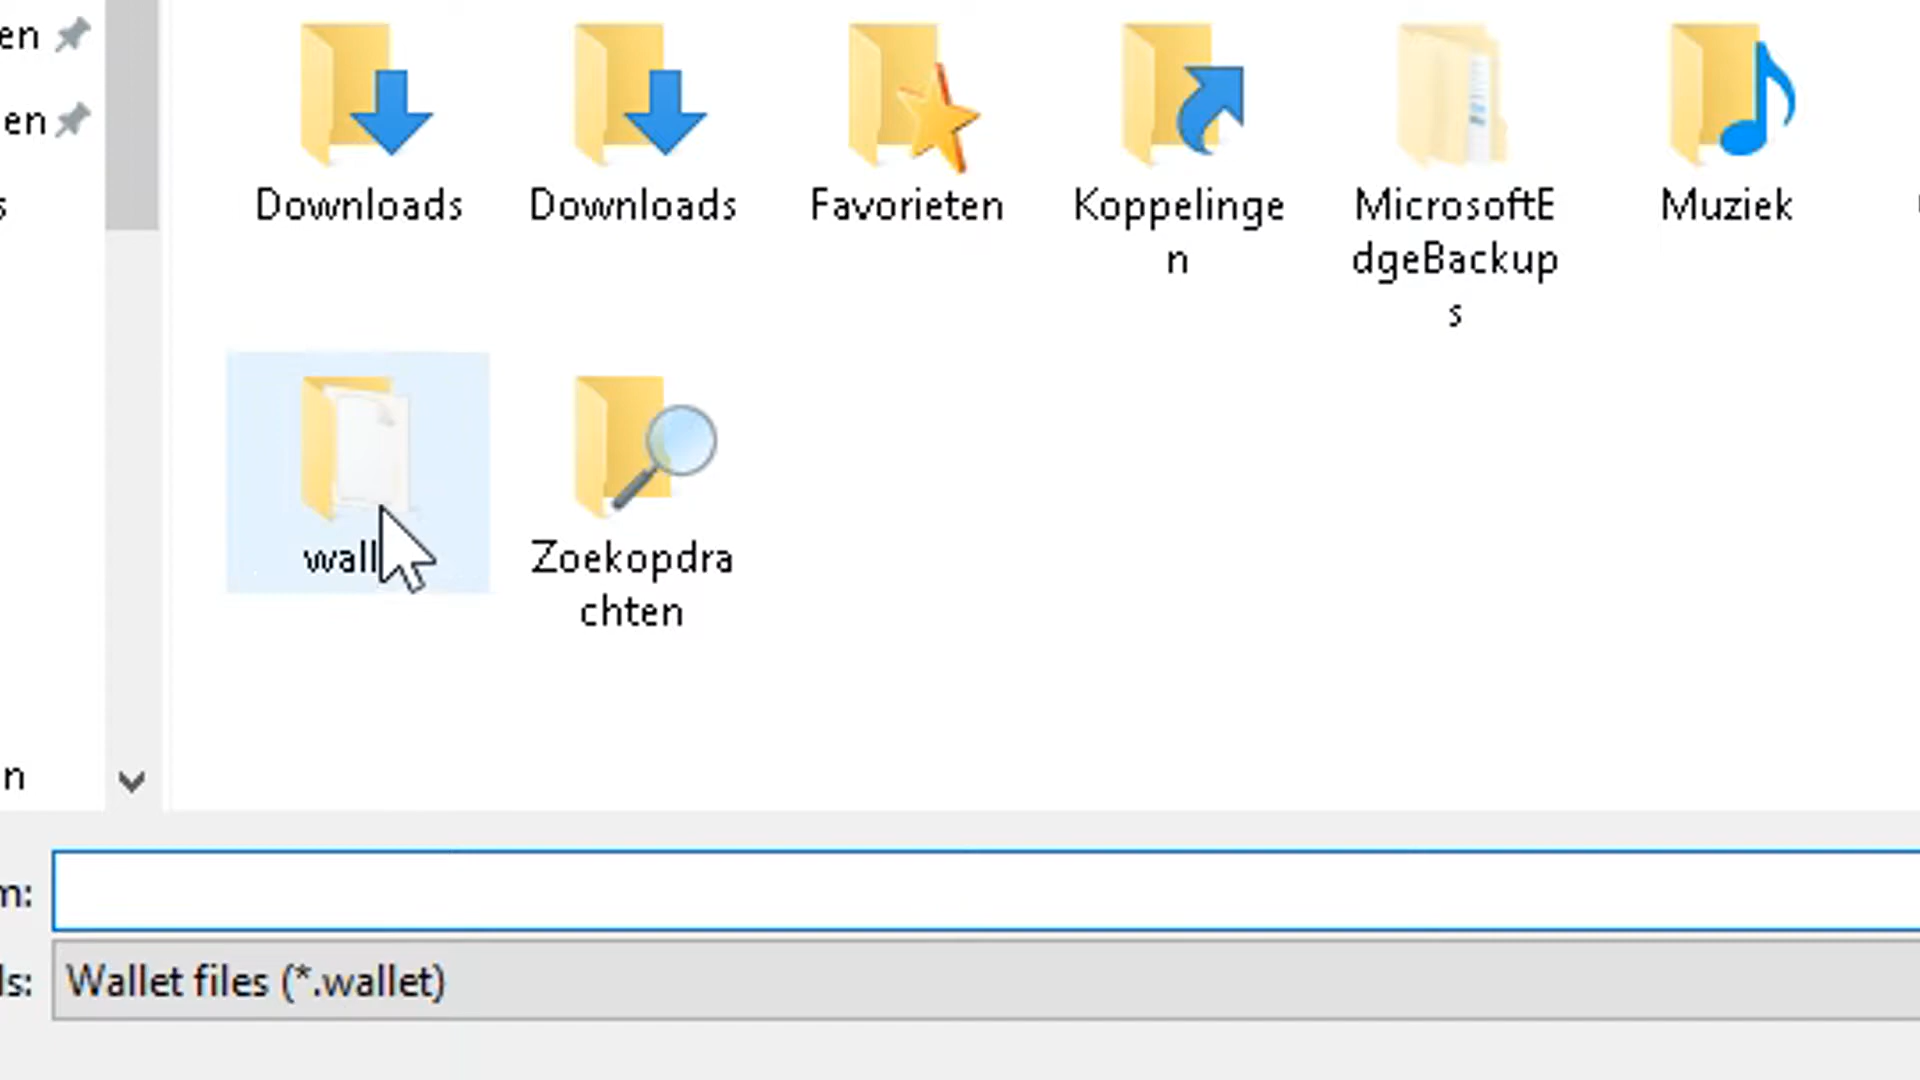 en
en
s
Downloads
Downloads
Favorieten
Koppelinge
n
MicrosoftE
dgeBackup
s
Muziek
wall
Zoekopdra
chten
n
m:
ls:
Wallet files (*.wallet)